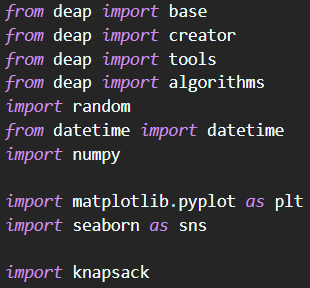 from deap import base
from deap import creator
from deap import tools
from deap import algorithms
import random
from datetime import datetime
import numpy

import matplotlib.pyplot as plt
import seaborn as sns

import knapsack